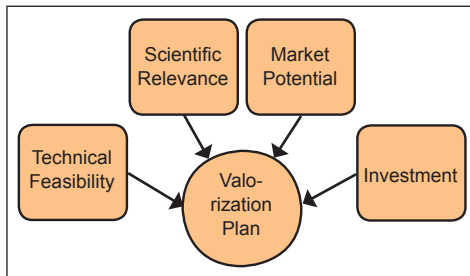 Scientific
Relevance
Market
Potential
Technical
Feasibility
Valo-
rization
Plan
Investment